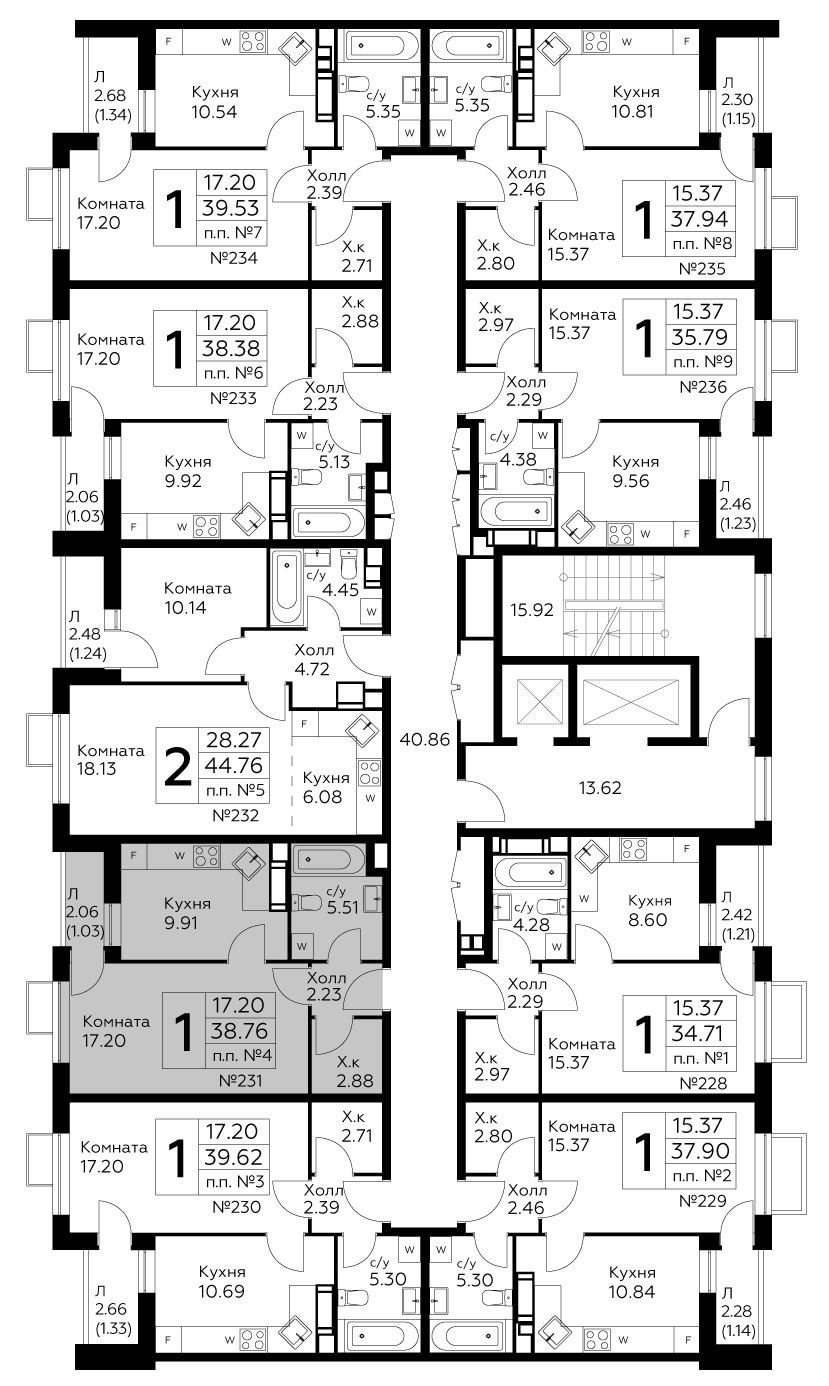 F
W
Кухня
10.54
Л
2.68
(1.34)
с/у
5.35
W
с/у
5.35
W
W
F
Кухня
10.81
Л
2.30
(1.15)
Комната
17.20
1
17.20
39.53
п.п. №7
№234
Холл
2.39
Х.к
2.71
Холл
2.46
Х.к
2.80
Комната
15.37
1
15.37
37.94
п.п. №8
№235
Комната
17.20
1
17.20
38.38
п.п. №6
№233
Х.к
2.88
Холл
2.23
Х.к
2.97
Холл
2.29
Комната
15.37
1
15.37
35.79
п.п. №9
№236
Л
2.06
(1.03)
Кухня
9.92
F
W
W
с/у
5.13
W
с/у
4.38
Кухня
9.56
W
F
Л
2.46
(1.23)
Комната
10.14
с/у
4.45
W
Л
2.48
(1.24)
Холл
4.72
15.92
Комната
18.13
2
28.27
44.76
п.п. №5
№232
F
Кухня
6.08
W
40.86
13.62
F
W
Кухня
9.91
Л
2.06
(1.03)
с/у
5.51
W
с/у
4.28
W
F
W
Кухня
8.60
Л
2.42
(1.21)
Комната
17.20
1
17.20
38.76
п.п. №4
№231
Холл
2.23
Х.к
2.88
Холл
2.29
Х.к
2.97
Комната
15.37
1
15.37
34.71
п.п. №1
№228
Комната
17.20
1
17.20
39.62
п.п. №3
№230
Х.к
2.71
Холл
2.39
Х.к
2.80
Холл
2.46
Комната
15.37
1
15.37
37.90
п.п. №2
№229
Л
2.66
(1.33)
Кухня
10.69
F
W
с/у
5.30
W
W
с/у
5.30
Кухня
10.84
W
F
Л
2.28
(1.14)